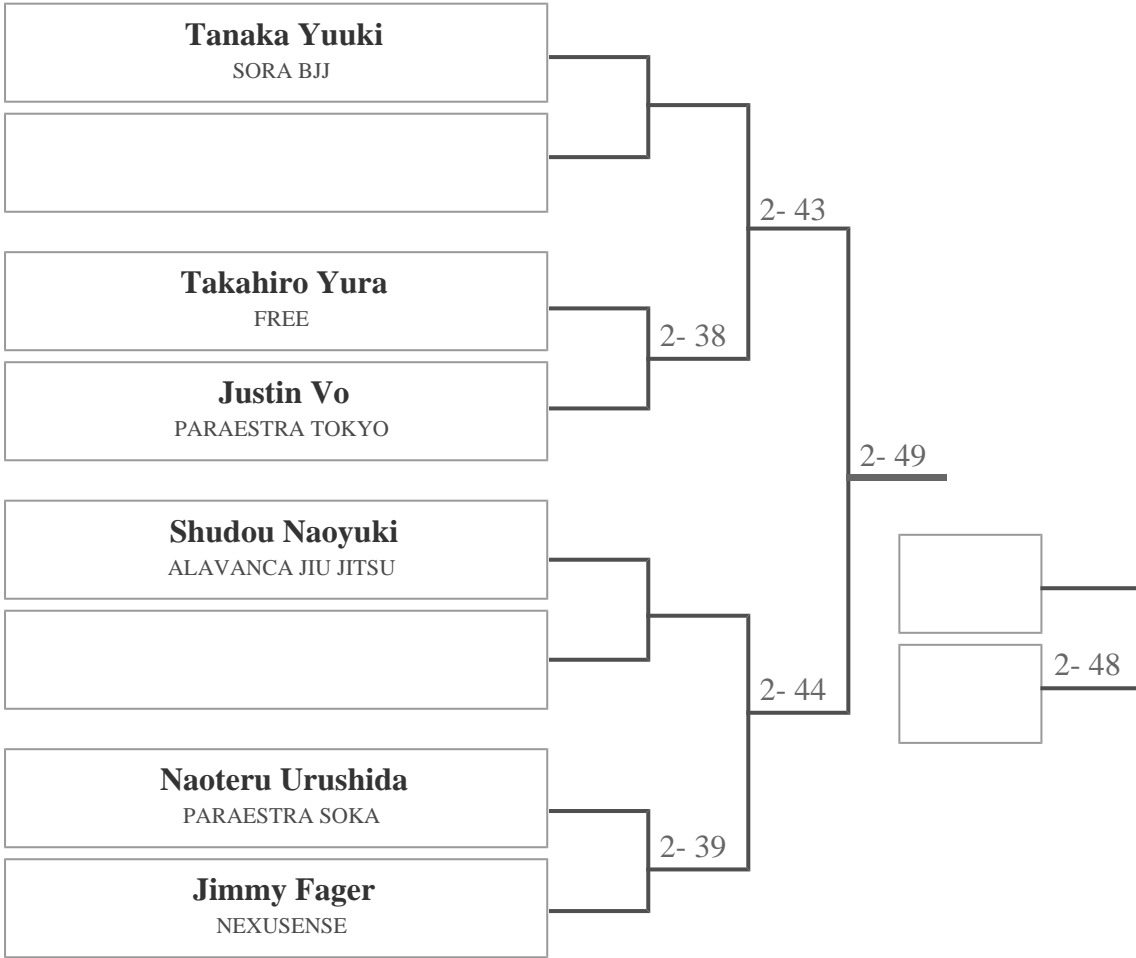 Tanaka Yuuki
SORA BJJ
2- 43
Takahiro Yura
FREE
2- 38
Justin Vo
PARAESTRA TOKYO
2- 49
Shudou Naoyuki
ALAVANCA JIU JITSU
2- 48
2- 44
Naoteru Urushida
PARAESTRA SOKA
2- 39
Jimmy Fager
NEXUSENSE